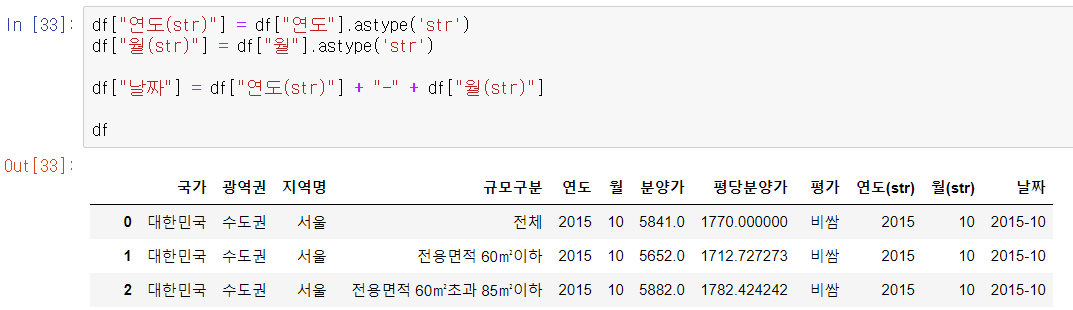 In [33]: df["연도(str)"] = df["연도"].astype('str')
df["월(str)"] = df["월"].astype('str')
df["날짜"] = df["연도(str)"] + "-" + df["월(str)"]
df
Out[33]:
국가 광역권 지역명 규모구분 연도 월 분양가 평당분양가 평가 연도(str) 월(str) 날짜
0 대한민국 수도권 서울 전체 2015 10 5841.0 1770.000000 비쌈 2015 10 2015-10
1 대한민국 수도권 서울 전용면적 60㎡이하 2015 10 5652.0 1712.727273 비쌈 2015 10 2015-10
2 대한민국 수도권 서울 전용면적 60㎡초과 85㎡이하 2015 10 5882.0 1782.424242 비쌈 2015 10 2015-10